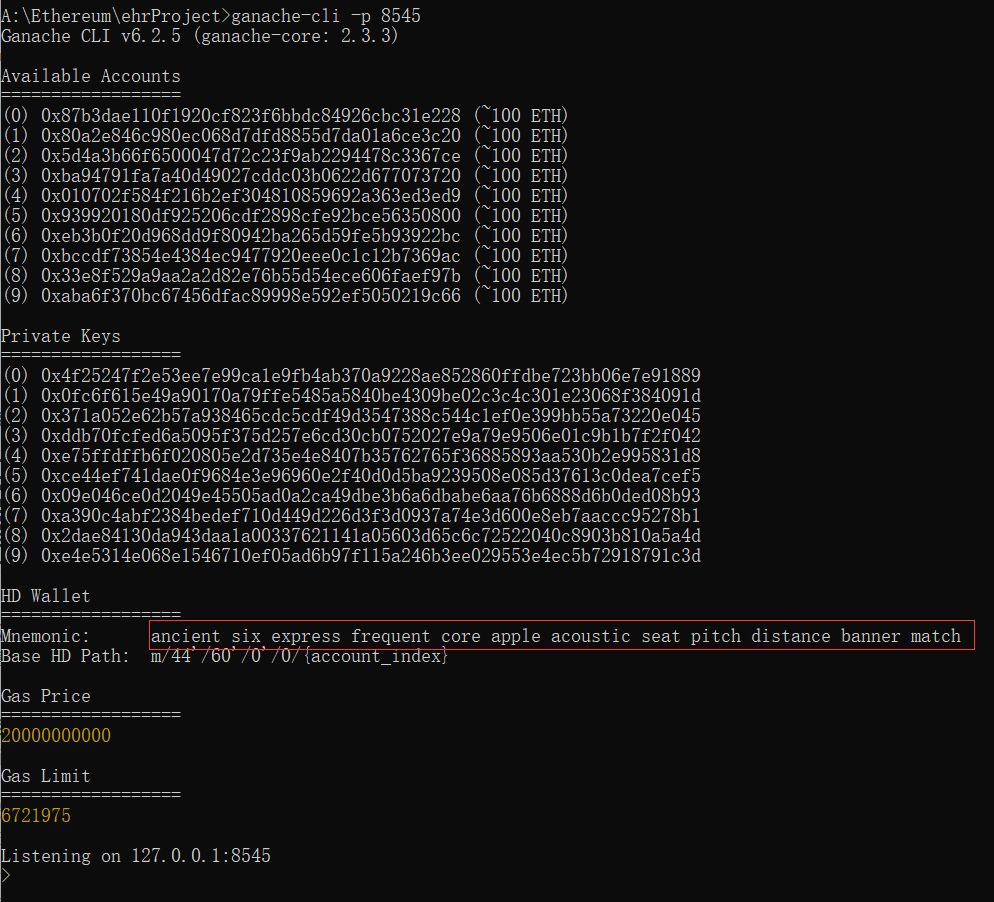 A:\Ethereum\ehrProject>ganache-cli -p 8545
Ganache CLI v6.2.5 (ganache-core: 2.3.3)
Available Accounts
==================
(0) 0x87b3dae110f1920cf823f6bbdc84926cbc31e228 (~100 ETH)
(1) 0x80a2e846c980ec068d7dfd8855d7da01a6ce3c20 (~100 ETH)
(2) 0x5d4a3b66f6500047d72c23f9ab2294478c3367ce (~100 ETH)
(3) 0xba94791fa7a40d49027cddc03b0622d677073720 (~100 ETH)
(4) 0x010702f584f216b2ef304810859692a363ed3ed9 (~100 ETH)
(5) 0x939920180df925206cdf2898cfe92bce56350800 (~100 ETH)
(6) 0xeb3b0f20d968dd9f80942ba265d59fe5b93922bc (~100 ETH)
(7) 0xbccdf73854e4384ec9477920eee0c1c12b7369ac (~100 ETH)
(8) 0x33e8f529a9aa2a2d82e76b55d54ece606faef97b (~100 ETH)
(9) 0xaba6f370bc67456dfac89998e592ef5050219c66 (~100 ETH)
Private Keys
==================
(0) 0x4f25247f2e53ee7e99ca1e9fb4ab370a9228ae852860ffdbe723bb06e7e91889
(1) 0x0fc6f615e49a90170a79ffe5485a5840be4309be02c3c4c301e23068f384091d
(2) 0x371a052e62b57a938465cdc5cdf49d3547388c544c1ef0e399bb55a73220e045
(3) 0xddb70fcfed6a5095f375d257e6cd30cb0752027e9a79e9506e01c9b1b7f2f042
(4) 0xe75ffdffb6f020805e2d735e4e8407b35762765f36885893aa530b2e995831d8
(5) 0xce44ef741dae0f9684e3e96960e2f40d0d5ba9239508e085d37613c0dea7cef5
(6) 0x09e046ce0d2049e45505ad0a2ca49dbe3b6a6dbabe6aa76b6888d6b0ded08b93
(7) 0xa390c4abf2384bedef710d449d226d3f3d0937a74e3d600e8eb7aaccc95278b1
(8) 0x2dae84130da943daa1a00337621141a05603d65c6c72522040c8903b810a5a4d
(9) 0xe4e5314e068e1546710ef05ad6b97f115a246b3ee029553e4ec5b72918791c3d
HD Wallet
==================
Mnemonic:      ancient six express frequent core apple acoustic seat pitch distance banner match
Base HD Path:  m/44'/60'/0'/0/{account_index}
Gas Price
==================
20000000000
Gas Limit
==================
6721975
Listening on 127.0.0.1:8545
>